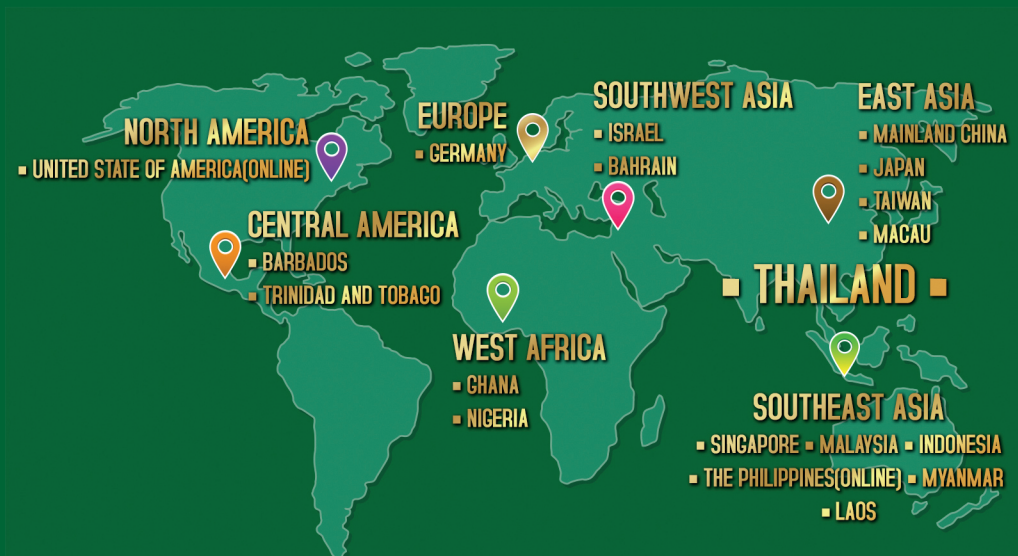 NORTH AMERICA
▪ UNITED STATE OF AMERICA(ONLINE)
CENTRAL AMERICA
▪ BARBADOS
▪ TRINIDAD AND TOBAGO
EUROPE
▪ GERMANY
WEST AFRICA
▪ GHANA
▪ NIGERIA
SOUTHWEST ASIA
▪ ISRAEL
▪ BAHRAIN
EAST ASIA
▪ MAINLAND CHINA
▪ JAPAN
▪ TAIWAN
▪ MACAU
▪ THAILAND ▪
SOUTHEAST ASIA
▪ SINGAPORE ▪ MALAYSIA ▪ INDONESIA
▪ THE PHILIPPINES(ONLINE) ▪ MYANMAR
▪ LAOS